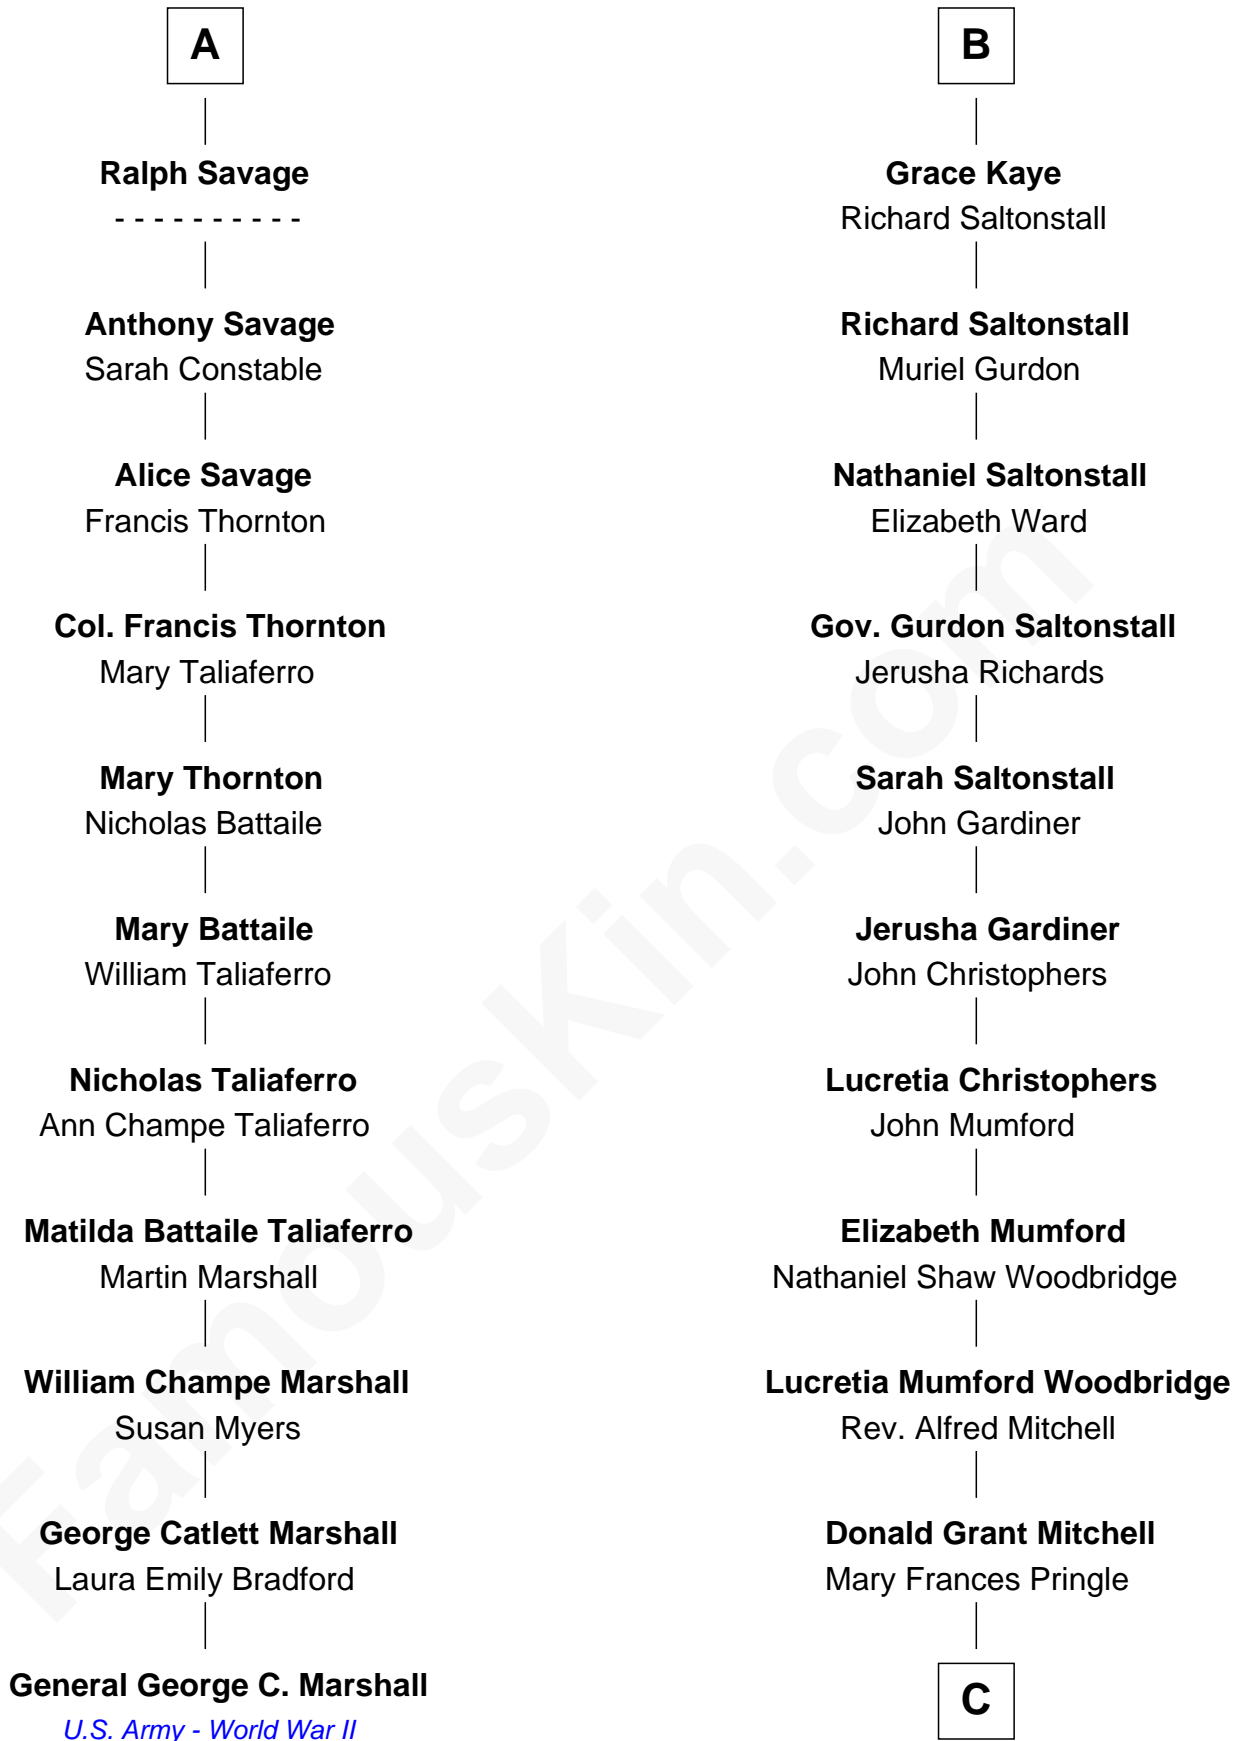 A
Ralph Savage
- - - - - - - - - -
Anthony Savage
Sarah Constable
Alice Savage
Francis Thornton
Col. Francis Thornton
Mary Taliaferro
Mary Thornton
Nicholas Battaile
Mary Battaile
William Taliaferro
Nicholas Taliaferro
Ann Champe Taliaferro
Matilda Battaile Taliaferro
Martin Marshall
William Champe Marshall
Susan Myers
George Catlett Marshall
Laura Emily Bradford
General George C. Marshall
U.S. Army - World War II
B
Grace Kaye
Richard Saltonstall
Richard Saltonstall
Muriel Gurdon
Nathaniel Saltonstall
Elizabeth Ward
Gov. Gurdon Saltonstall
Jerusha Richards
Sarah Saltonstall
John Gardiner
Jerusha Gardiner
John Christophers
Lucretia Christophers
John Mumford
Elizabeth Mumford
Nathaniel Shaw Woodbridge
Lucretia Mumford Woodbridge
Rev. Alfred Mitchell
Donald Grant Mitchell
Mary Frances Pringle
C
FamousKin.com